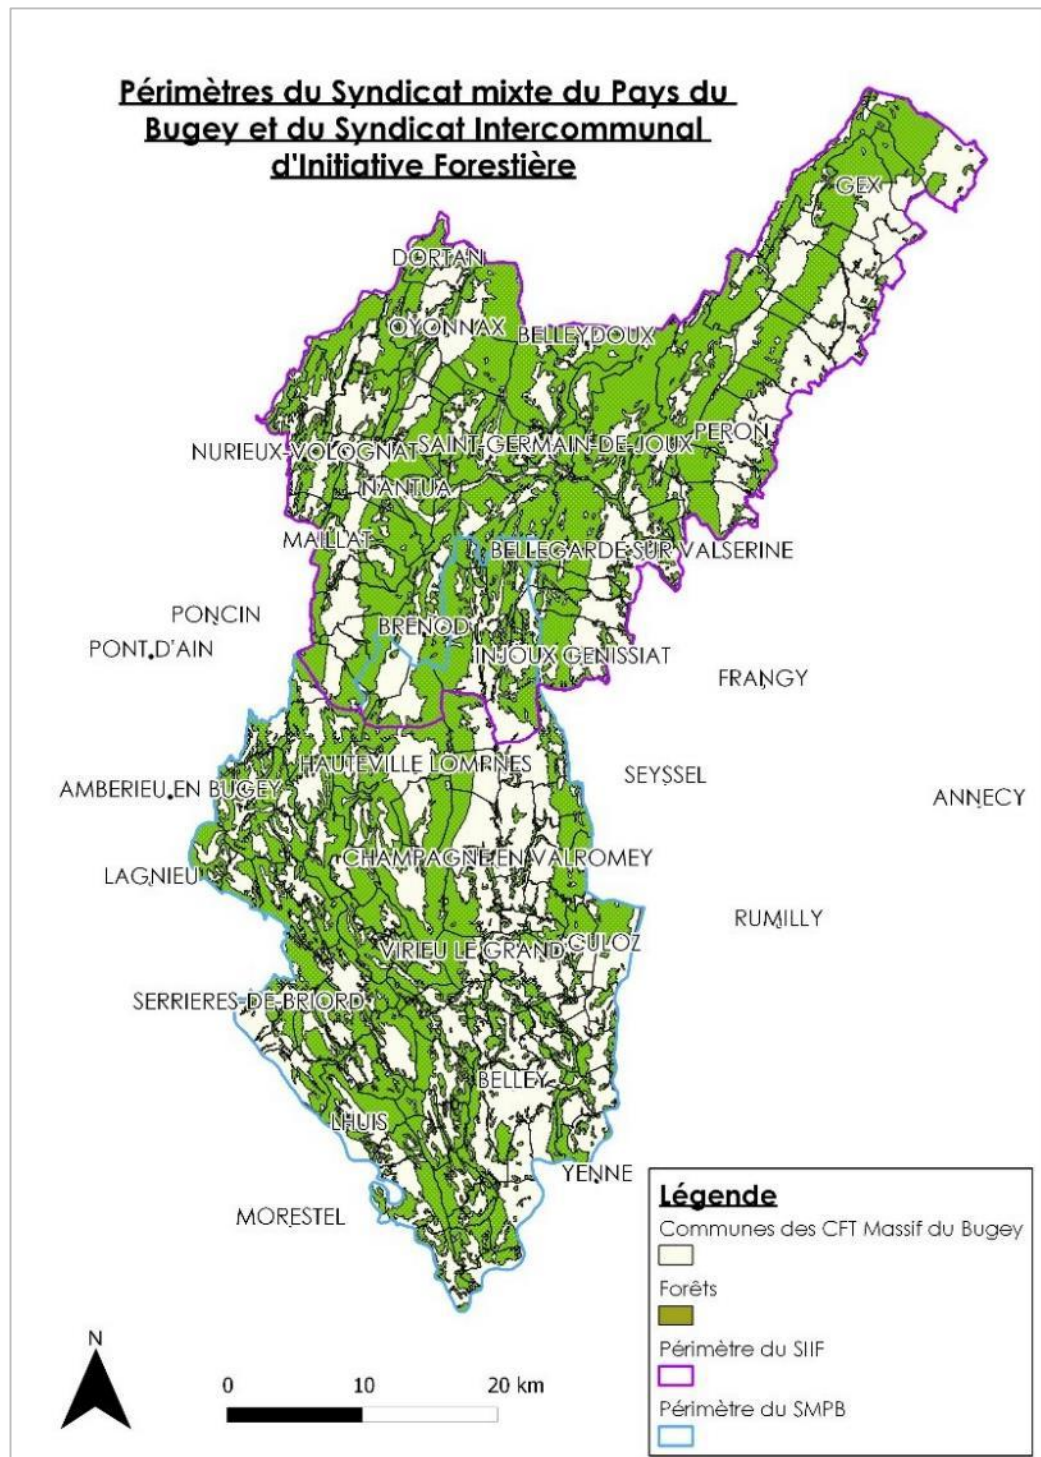 Périmètres du Syndicat mixte du Pays du
Bugey et du Syndicat Intercommunal
d'Initiative Forestière
GEX
DORTAN
OYONNAX
BELLEYDOUX
PERON
NURIEUX-VOLOGNAT
SAINT-GERMAIN-DE-JOUX
NANTUA
MAILLAT
BELLEGARDE SUR VALSERINE
PONCIN
BRENOD
PONT D'AIN
INJOUX GENISSIAT
FRANGY
HAUTEVILLE LOMPNES
SEYSSEL
AMBERIEU EN BUGEY
ANNECY
CHAMPAGNE EN VALROMEY
LAGNIEU
RUMILLY
VIRIEU LE GRAND
CULOZ
SERRIERES-DE-BRIORD
BELLEY
LHUIS
YENNE
MORESTEL
Légende
Communes des CFT Massif du Bugey
Forêts
Périmètre du SIIF
Périmètre du SMPB
N
0 10 20 km